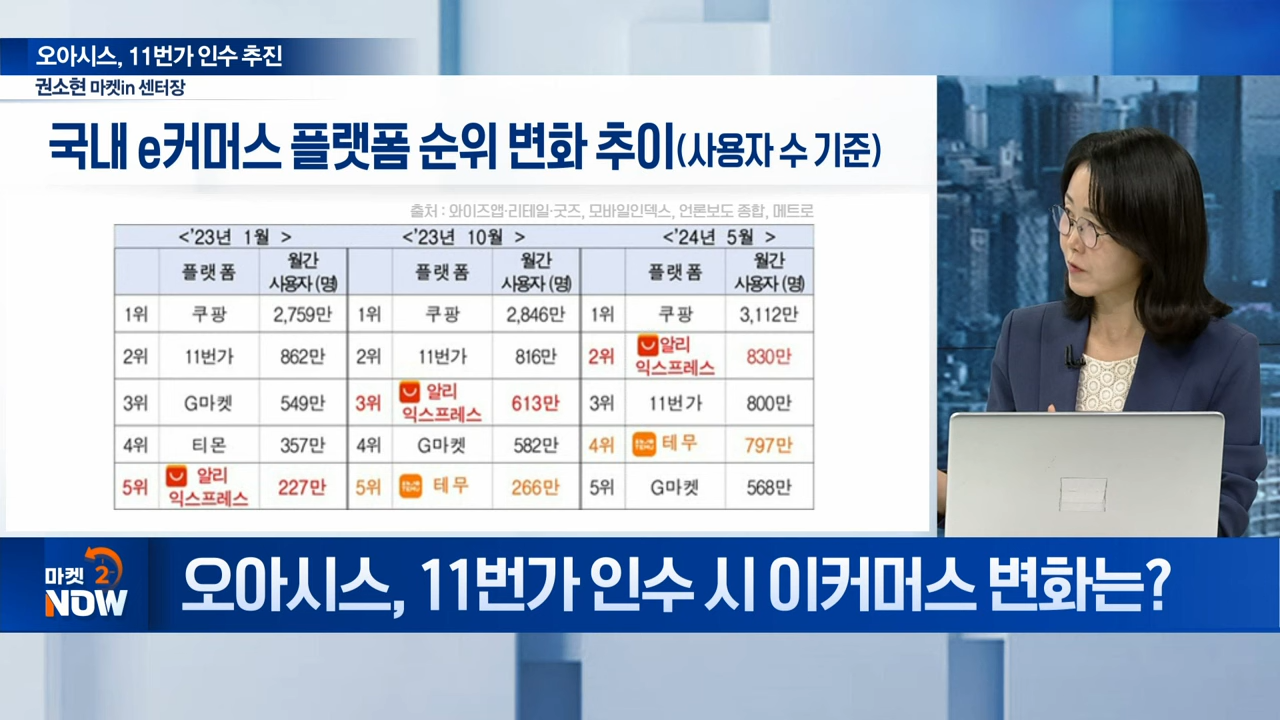 오아시스, 11번가 인수 추진
권소현 마켓in 센터장
국내 e커머스 플랫폼 순위 변화 추이(사용자 수 기준)
출처 : 와이즈앱·리테일·굿즈, 모바일인덱스, 언론보도 종합, 메트로
<'23년 1월 > <'23년 10월 > <'24년 5월 >
플랫폼 월간 사용자(명) 플랫폼 월간 사용자(명) 플랫폼 월간 사용자(명)
1위 쿠팡 2,759만 1위 쿠팡 2,846만 1위 쿠팡 3,112만
2위 11번가 862만 2위 11번가 816만 2위 알리 익스프레스 830만
3위 G마켓 549만 3위 알리 익스프레스 613만 3위 11번가 800만
4위 티몬 357만 4위 G마켓 582만 4위 테무 797만
5위 알리 익스프레스 227만 5위 테무 266만 5위 G마켓 568만
마켓 2
NOW
오아시스, 11번가 인수 시 이커머스 변화는?